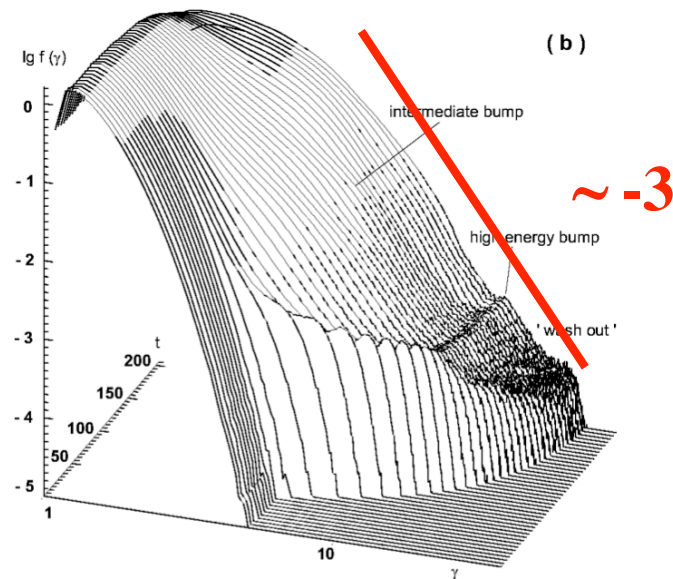 ( b )
lg f (γ)
0
intermediate bump
- 1
~ -3
- 2
high energy bump
- 3
' wash out '
t
200
150
- 4
100
50
- 5
1
10
γ